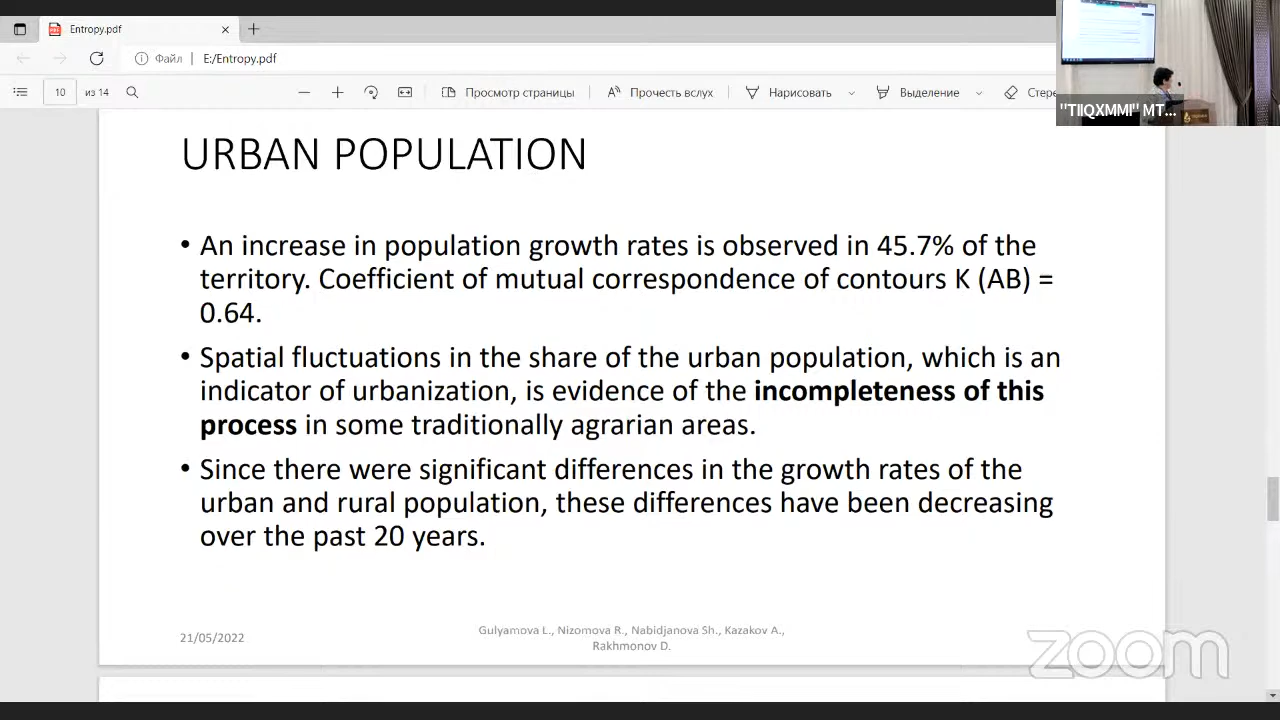 Entropy.pdf
Файл
E:/Entropy.pdf
10
из 14
Просмотр страницы
Прочесть вслух
Нарисовать
Выделение
Стере
"TIIQXMMI" MT...
URBAN POPULATION
• An increase in population growth rates is observed in 45.7% of the
territory. Coefficient of mutual correspondence of contours K (AB) =
0.64.
• Spatial fluctuations in the share of the urban population, which is an
indicator of urbanization, is evidence of the incompleteness of this
process in some traditionally agrarian areas.
• Since there were significant differences in the growth rates of the
urban and rural population, these differences have been decreasing
over the past 20 years.
21/05/2022
Gulyamova L., Nizomova R., Nabidjanova Sh., Kazakov A.,
Rakhmonov D.
zoom